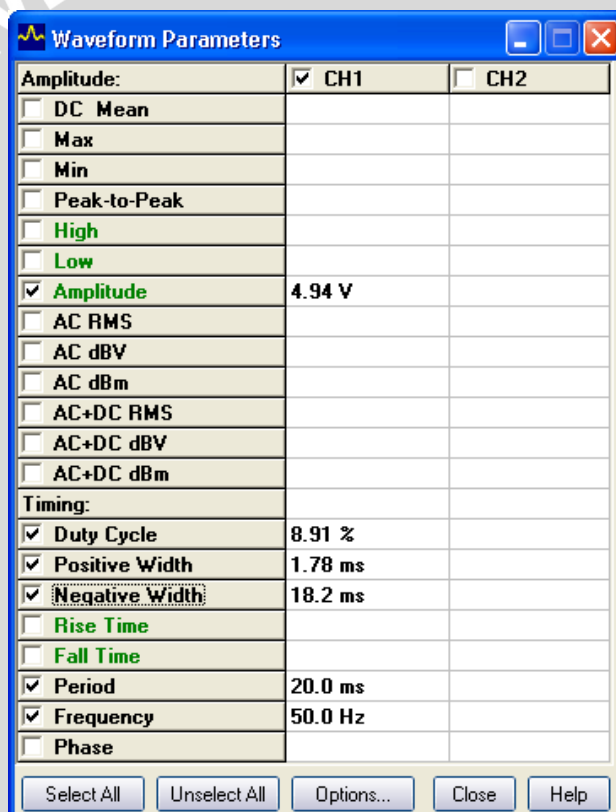 Waveform Parameters
Amplitude: CH1 CH2
DC Mean
Max
Min
Peak-to-Peak
High
Low
Amplitude 4.94 V
AC RMS
AC dBV
AC dBm
AC+DC RMS
AC+DC dBV
AC+DC dBm
Timing:
Duty Cycle 8.91 %
Positive Width 1.78 ms
Negative Width 18.2 ms
Rise Time
Fall Time
Period 20.0 ms
Frequency 50.0 Hz
Phase
Select All Unselect All Options... Close Help